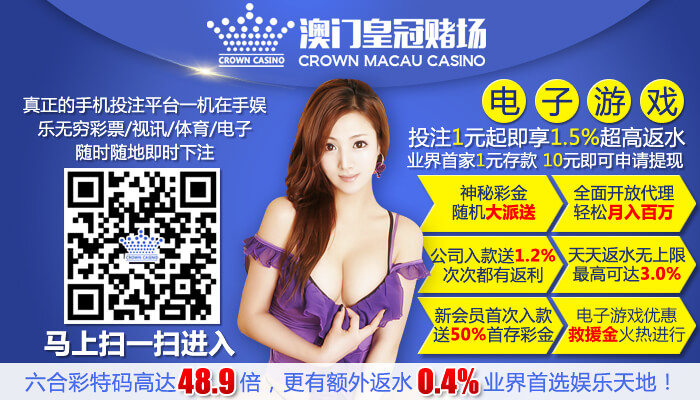 澳门皇冠赌场
CROWN CASINO
CROWN MACAU CASINO
真正的手机投注平台一机在手娱
乐无穷彩票/视讯/体育/电子
随时随地即时下注
CROWN CASINO
马上扫一扫进入
电子游戏
投注1元起即享1.5%超高返水
业界首家1元存款 10元即可申请提现
神秘彩金
随机大派送
全面开放代理
轻松月入百万
公司入款送1.2%
次次都有返利
天天返水无上限
最高可达3.0%
新会员首次入款
送50%首存彩金
电子游戏优惠
救援金火热进行
六合彩特码高达48.9倍，更有额外返水0.4%业界首选娱乐天地！